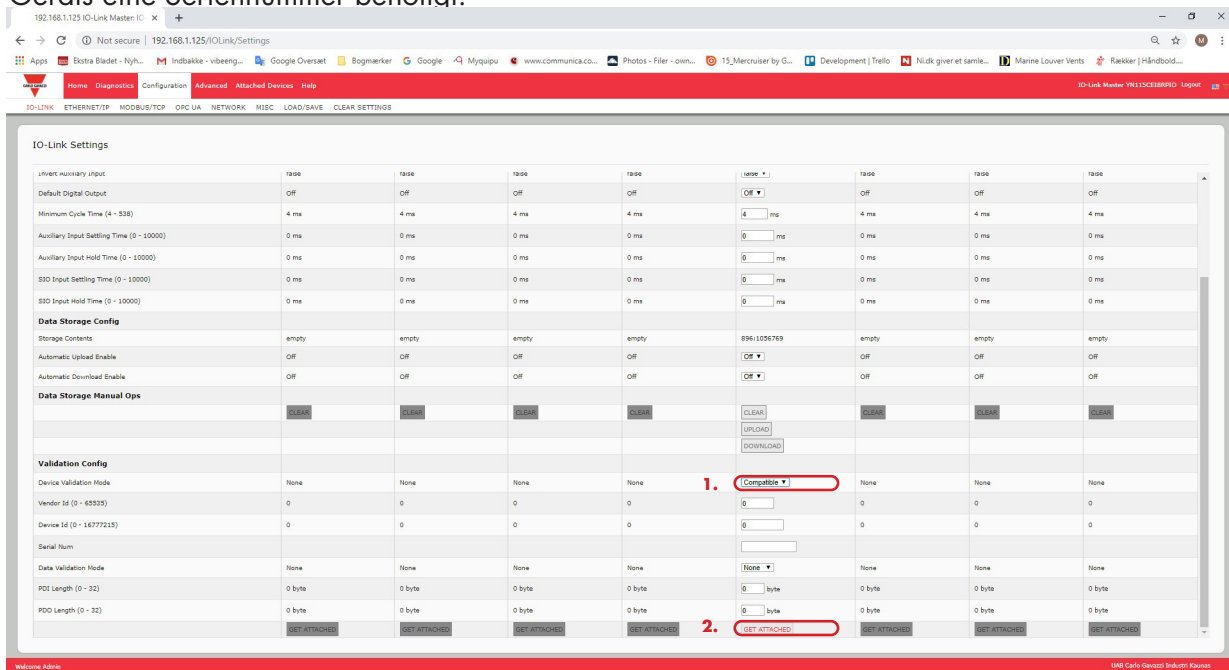 Geräts eine Seriennummer benötigt.
192.168.1.125 IO-Link Master: IO
Not secure | 192.168.1.125/IOLink/Settings
Apps Ekstra Bladet - Nyh... Indbakke - vibeeng... Google Oversæt Bogmærker Google Myquipu www.communica.co... Photos - Filer - own... 15_Mercruiser by G... Development | Trello Ni.dk giver et samle... Marine Louver Vents Rækker | Håndbold....
CARLO GAVAZZI Home Diagnostics Configuration Advanced Attached Devices Help IO-Link Master YN115CEI8RPIO Logout
IO-LINK ETHERNET/IP MODBUS/TCP OPC UA NETWORK MISC LOAD/SAVE CLEAR SETTINGS
IO-Link Settings
Invert Auxiliary Input false false false false false false false false
Default Digital Output Off Off Off Off Off Off Off Off
Minimum Cycle Time (4 - 538) 4 ms 4 ms 4 ms 4 ms 4 ms 4 ms 4 ms 4 ms
Auxiliary Input Settling Time (0 - 10000) 0 ms 0 ms 0 ms 0 ms 0 ms 0 ms 0 ms 0 ms
Auxiliary Input Hold Time (0 - 10000) 0 ms 0 ms 0 ms 0 ms 0 ms 0 ms 0 ms 0 ms
SIO Input Settling Time (0 - 10000) 0 ms 0 ms 0 ms 0 ms 0 ms 0 ms 0 ms 0 ms
SIO Input Hold Time (0 - 10000) 0 ms 0 ms 0 ms 0 ms 0 ms 0 ms 0 ms 0 ms
Data Storage Config
Storage Contents empty empty empty empty 896:1056769 empty empty empty
Automatic Upload Enable Off Off Off Off Off Off Off Off
Automatic Download Enable Off Off Off Off Off Off Off Off
Data Storage Manual Ops
CLEAR CLEAR CLEAR CLEAR CLEAR CLEAR CLEAR CLEAR
UPLOAD
DOWNLOAD
Validation Config
Device Validation Mode None None None None 1. Compatible None None None
Vendor Id (0 - 65535) 0 0 0 0 0 0 0 0
Device Id (0 - 16777215) 0 0 0 0 0 0 0 0
Serial Num
Data Validation Mode None None None None None None None None
PDI Length (0 - 32) 0 byte 0 byte 0 byte 0 byte 0 byte 0 byte 0 byte 0 byte
PDO Length (0 - 32) 0 byte 0 byte 0 byte 0 byte 0 byte 0 byte 0 byte 0 byte
GET ATTACHED GET ATTACHED GET ATTACHED GET ATTACHED 2. GET ATTACHED GET ATTACHED GET ATTACHED GET ATTACHED
Welcome Admin UAB Carlo Gavazzi Industri Kaunas